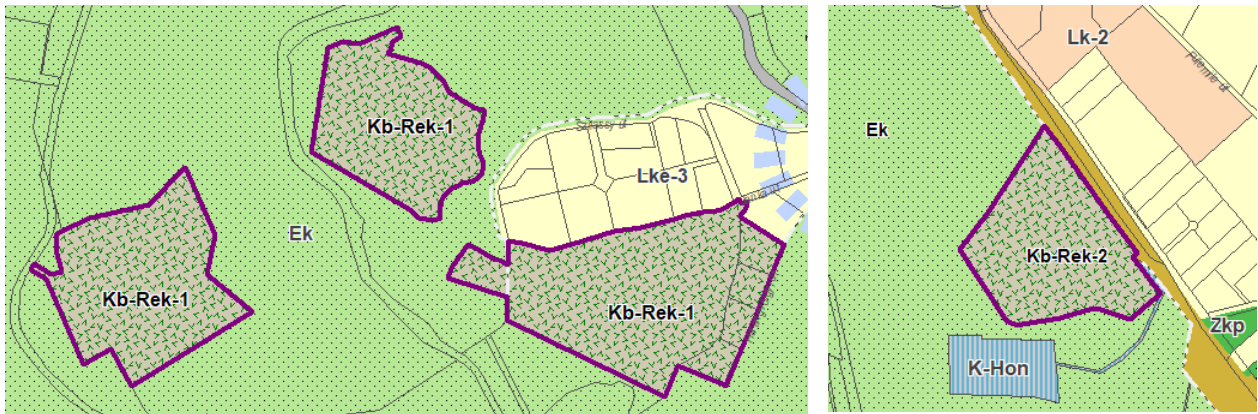 Kb-Rek-1
Lke-3
Ek
Kb-Rek-1
Kb-Rek-1
Lk-2
Ek
Kb-Rek-2
Zkp
K-Hon